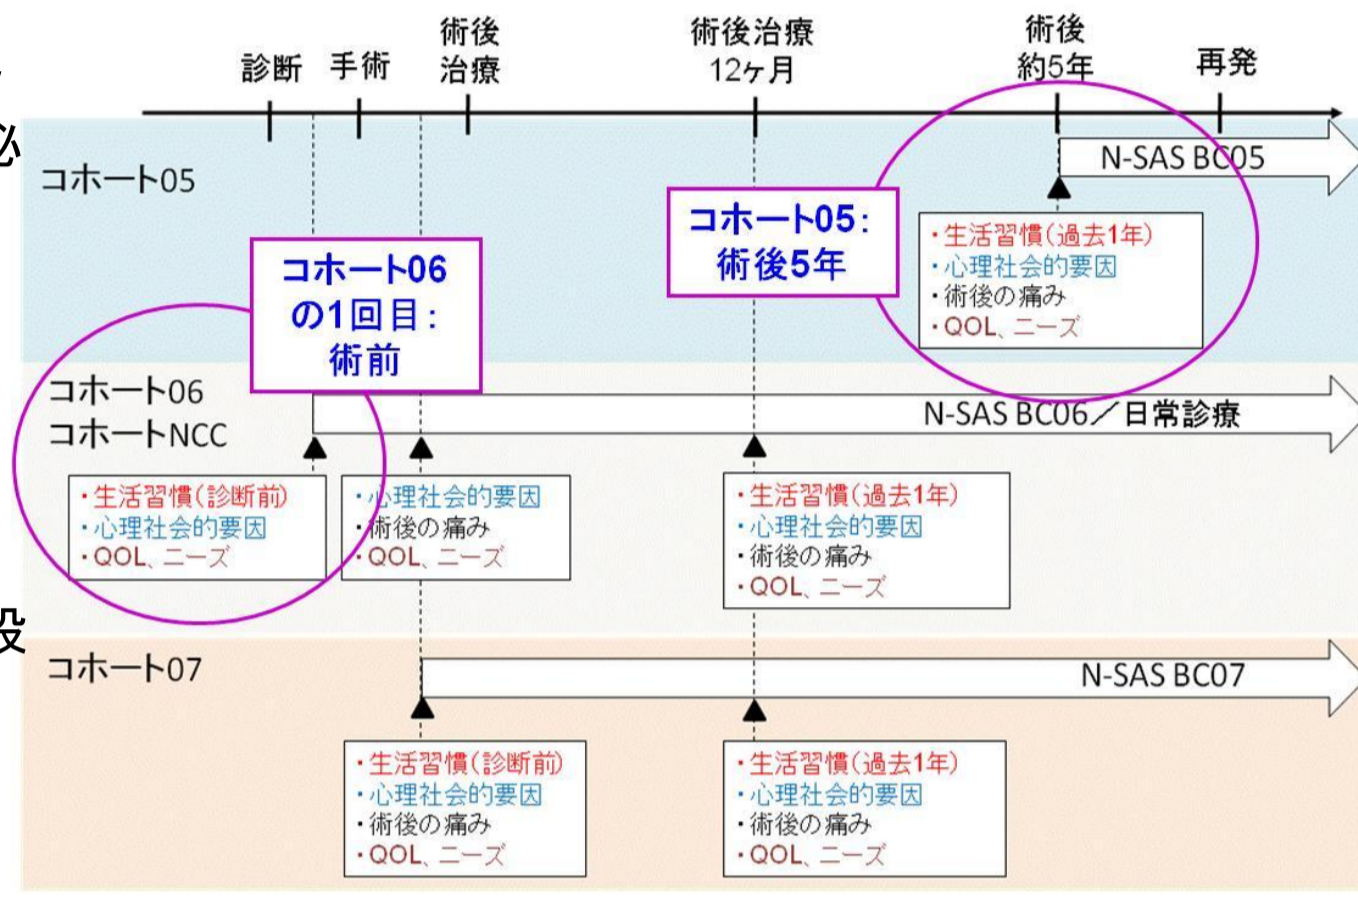 診断
手術
術後
治療
術後治療
12ヶ月
術後
約5年
再発
必
コホート05
N-SAS BC05
コホート05:
術後5年
・生活習慣(過去1年)
・心理社会的要因
・術後の痛み
・QOL、ニーズ
コホート06
の1回目:
術前
コホート06
コホートNCC
N-SAS BC06/日常診療
・生活習慣(診断前)
・心理社会的要因
・QOL、ニーズ
・心理社会的要因
・術後の痛み
・QOL、ニーズ
・生活習慣(過去1年)
・心理社会的要因
・術後の痛み
・QOL、ニーズ
コホート07
N-SAS BC07
・生活習慣(診断前)
・心理社会的要因
・術後の痛み
・QOL、ニーズ
・生活習慣(過去1年)
・心理社会的要因
・術後の痛み
・QOL、ニーズ